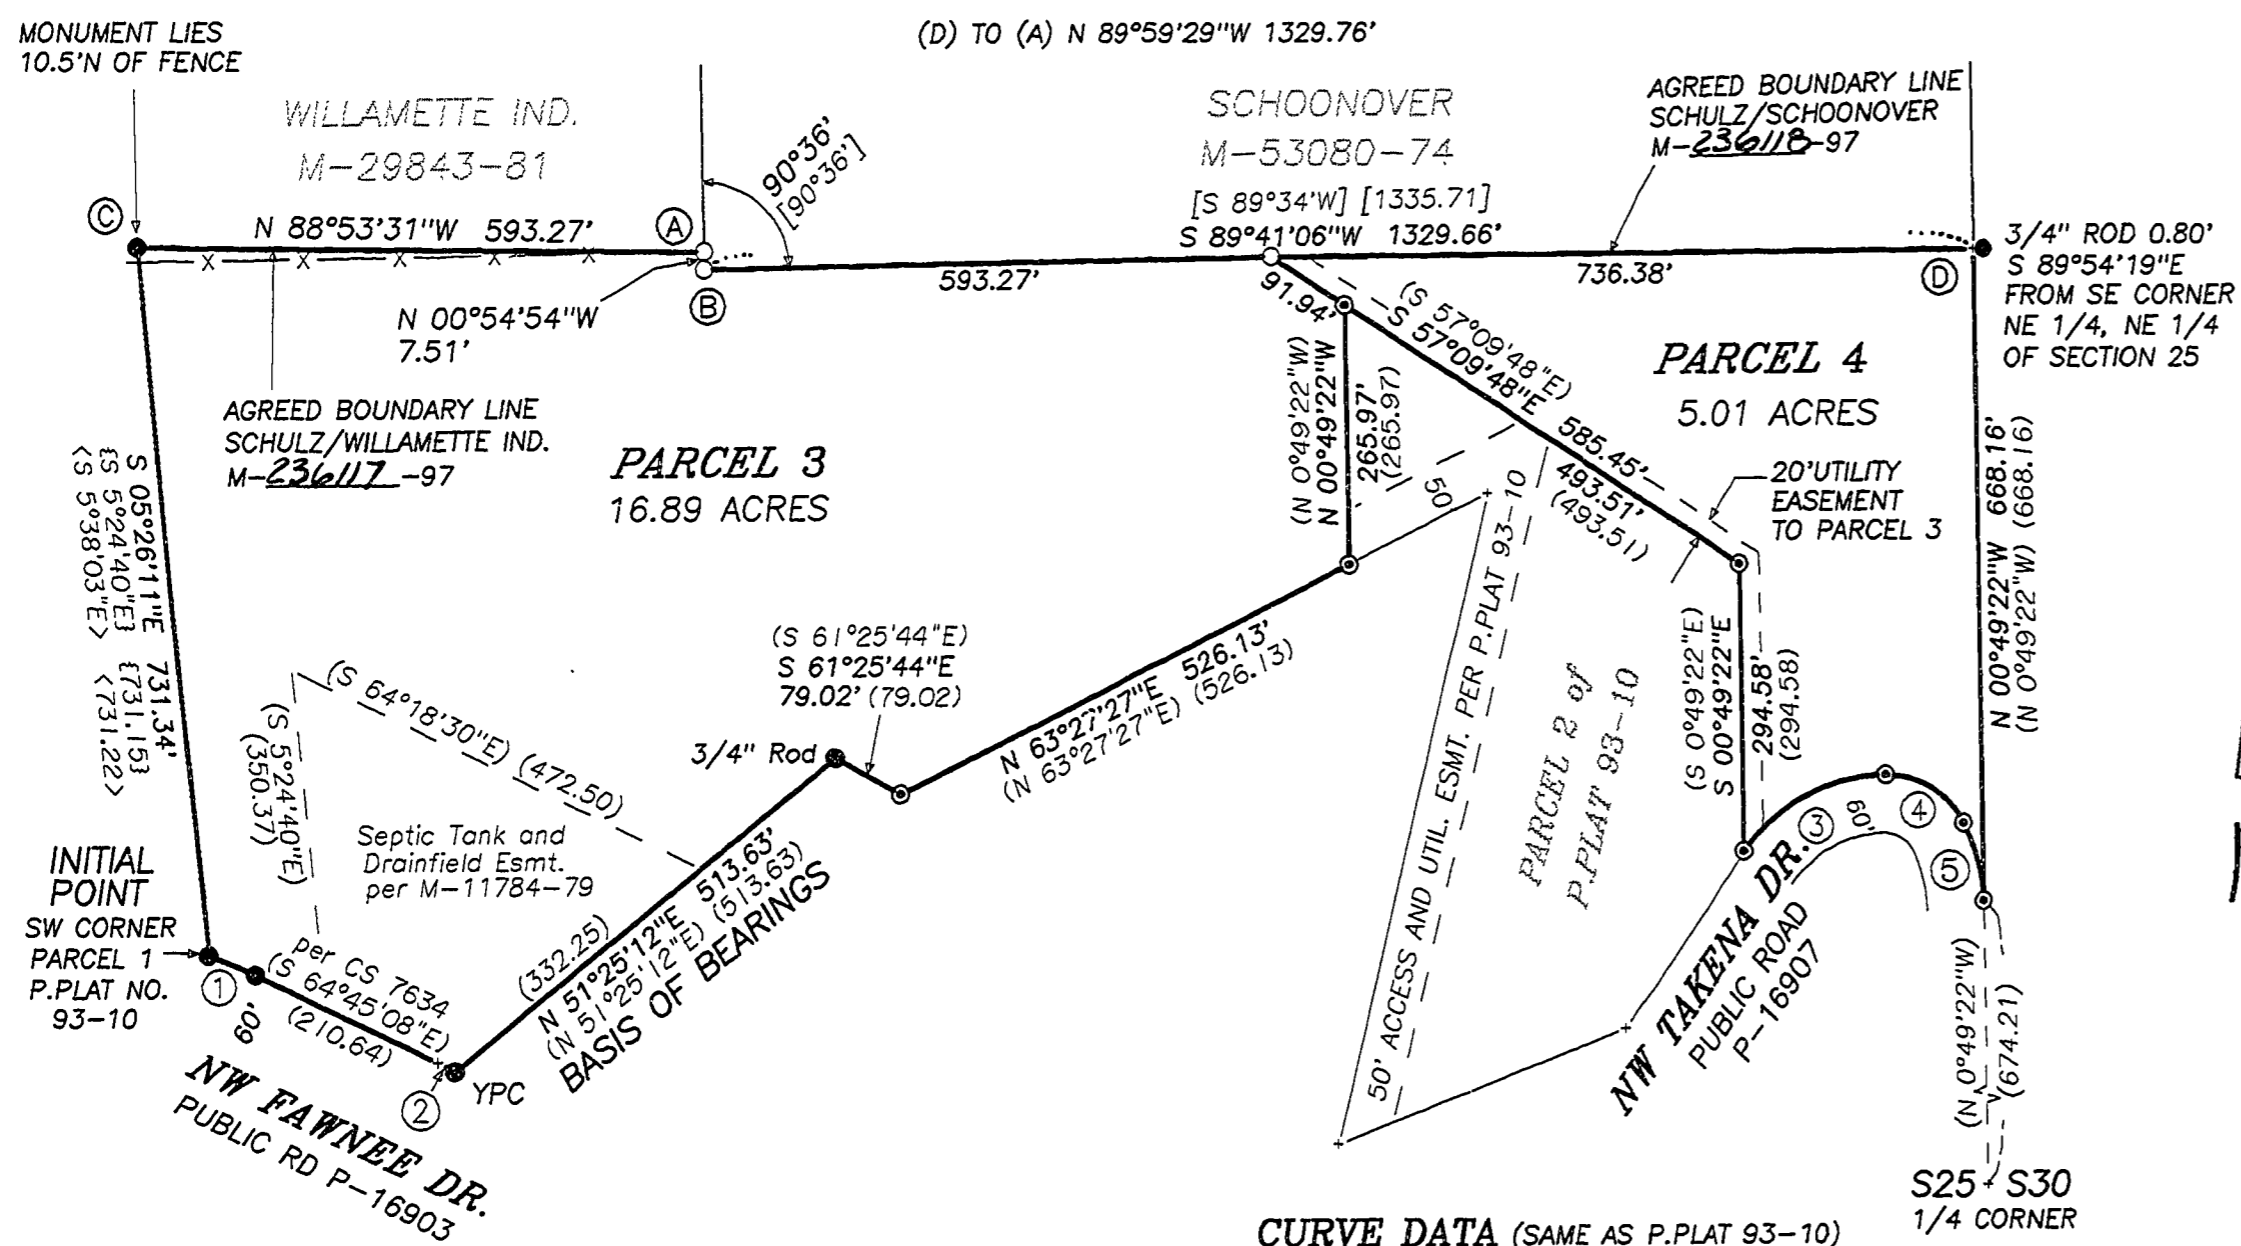 MONUMENT LIES
10.5'N OF FENCE
(D) TO (A) N 89°59'29"W 1329.76'
WILLAMETTE IND.
M-29843-81
90°36'
[90°36']
SCHOONOVER
M-53080-74
[S 89°34'W] [1335.71]
S 89°41'06"W 1329.66'
AGREED BOUNDARY LINE
SCHULZ/SCHOONOVER
M-236118-97
C
N 88°53'31"W 593.27'
A
B
N 00°54'54"W
7.51'
593.27'
736.38'
D
3/4" ROD 0.80'
S 89°54'19"E
FROM SE CORNER
NE 1/4, NE 1/4
OF SECTION 25
AGREED BOUNDARY LINE
SCHULZ/WILLAMETTE IND.
M-236117-97
PARCEL 3
16.89 ACRES
91.94'
(S 57°09'48"E)
S 57°09'48"E 585.45'
493.51'
(493.51)
(N 0°49'22"W)
N 00°49'22"W
265.97'
(265.97)
50
PARCEL 4
5.01 ACRES
20'UTILITY
EASEMENT
TO PARCEL 3
N 00°49'22"W 668.16'
(N 0°49'22"W) (668.16)
S 05°26'11"E 731.34'
{S 5°24'40"E} {731.15}
<S 5°38'03"E> <731.22>
(S 64°18'30"E) (472.50)
(S 5°24'40"E)
(350.37)
Septic Tank and
Drainfield Esmt.
per M-11784-79
(S 61°25'44"E)
S 61°25'44"E
79.02' (79.02)
3/4" Rod
N 63°27'27"E 526.13'
(N 63°27'27"E) (526.13)
50' ACCESS AND UTIL. ESMT. PER P.PLAT 93-10
PARCEL 2 of
P.PLAT 93-10
(S 0°49'22"E)
S 00°49'22"E
294.58'
(294.58)
3
4
5
60'
INITIAL
POINT
SW CORNER
PARCEL 1
P.PLAT NO.
93-10
1
60'
per CS 7634
(S 64°45'08"E)
(210.64)
2
YPC
(332.25)
N 51°25'12"E 513.63'
(N 51°25'12"E) (513.63)
BASIS OF BEARINGS
NW FAWNEE DR.
PUBLIC RD P-16903
NW TAKENA DR.
PUBLIC ROAD
P-16907
(N 0°49'22"W)
(674.21)
S25 S30
1/4 CORNER
CURVE DATA (SAME AS P.PLAT 93-10)